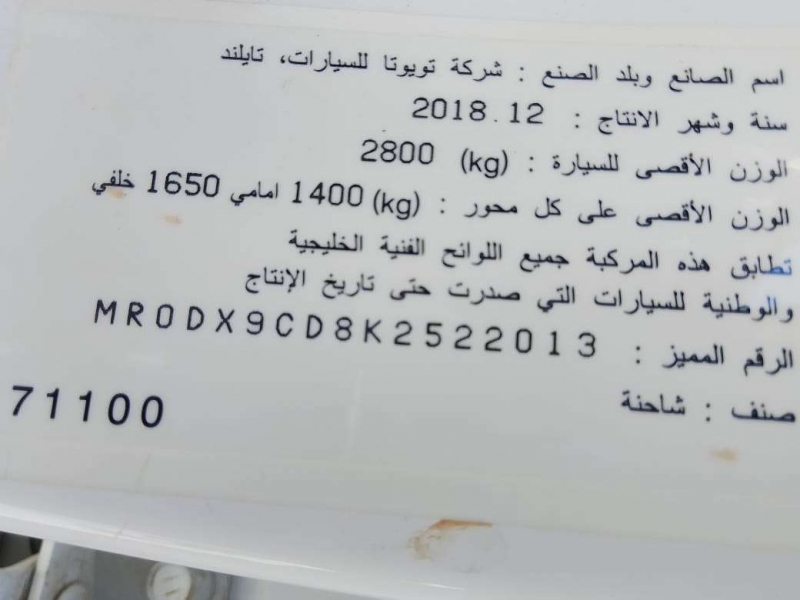 اسم الصانع وبلد الصنع : شركة تويوتا للسيارات، تايلند
سنة وشهر الانتاج : 2018.12
الوزن الأقصى للسيارة : (kg) 2800
الوزن الأقصى على كل محور : (kg) 1400 امامي 1650 خلفي
تطابق هذه المركبة جميع اللوائح الفنية الخليجية
والوطنية للسيارات التي صدرت حتى تاريخ الإنتاج
الرقم المميز : MR0DX9CD8K2522013
صنف : شاحنة
71100